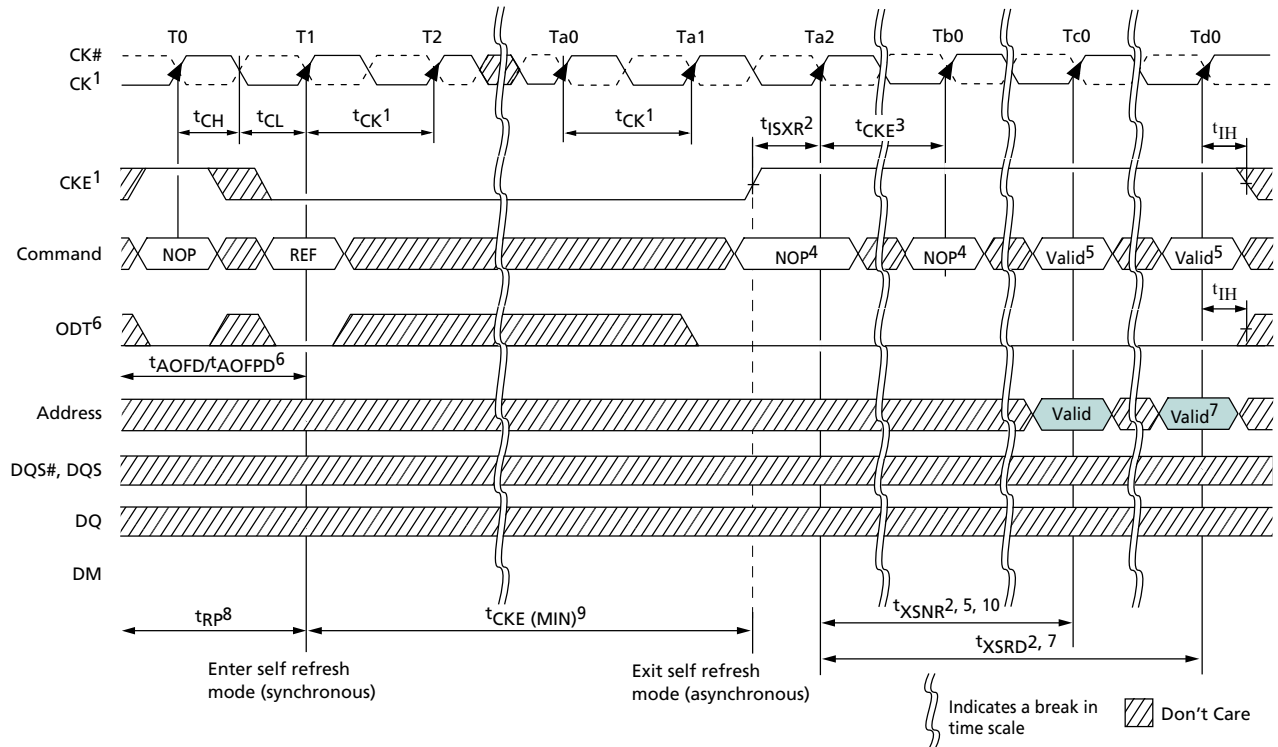 T0 T1 T2 Ta0 Ta1 Ta2 Tb0 Tc0 Td0
CK#
CK1
tCH tCL tCK1 tCK1 tISXR2 tCKE3 tIH
CKE1
Command NOP REF NOP4 NOP4 Valid5 Valid5
tIH
ODT6
tAOFD/tAOFPD6
Address Valid Valid7
DQS#, DQS
DQ
DM
tRP8 tCKE (MIN)9 tXSNR2, 5, 10
tXSRD2, 7
Enter self refresh
mode (synchronous)
Exit self refresh
mode (asynchronous)
Indicates a break in
time scale
Don't Care